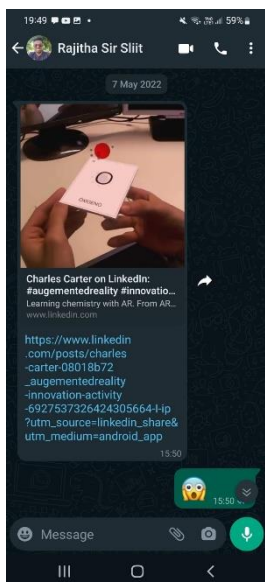 19:49
59%
Rajitha Sir Sliit
7 May 2022
O
OXYGEN
Charles Carter on LinkedIn:
#augementedreality #innovatio...
Learning chemistry with AR. From AR...
www.linkedin.com
https://www.linkedin
.com/posts/charles
-carter-08018b72
_augementedreality
-innovation-activity
-6927537326424305664-I-ip
?utm_source=linkedin_share&
utm_medium=android_app
15:50
15:50
Message